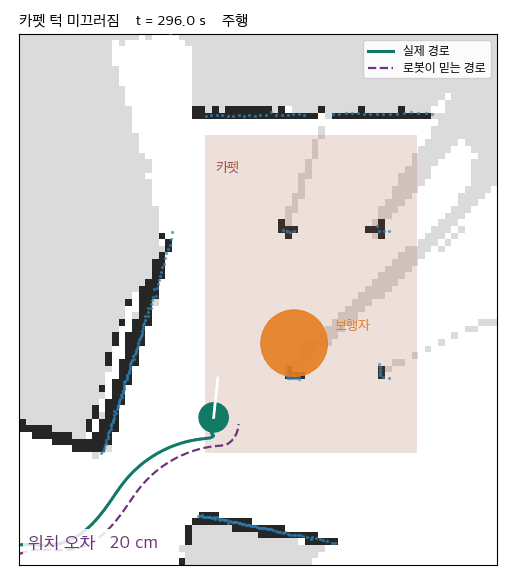 카펫 턱 미끄러짐 t = 296.0 s 주행
실제 경로
로봇이 믿는 경로
카펫
보행자
위치 오차 20 cm